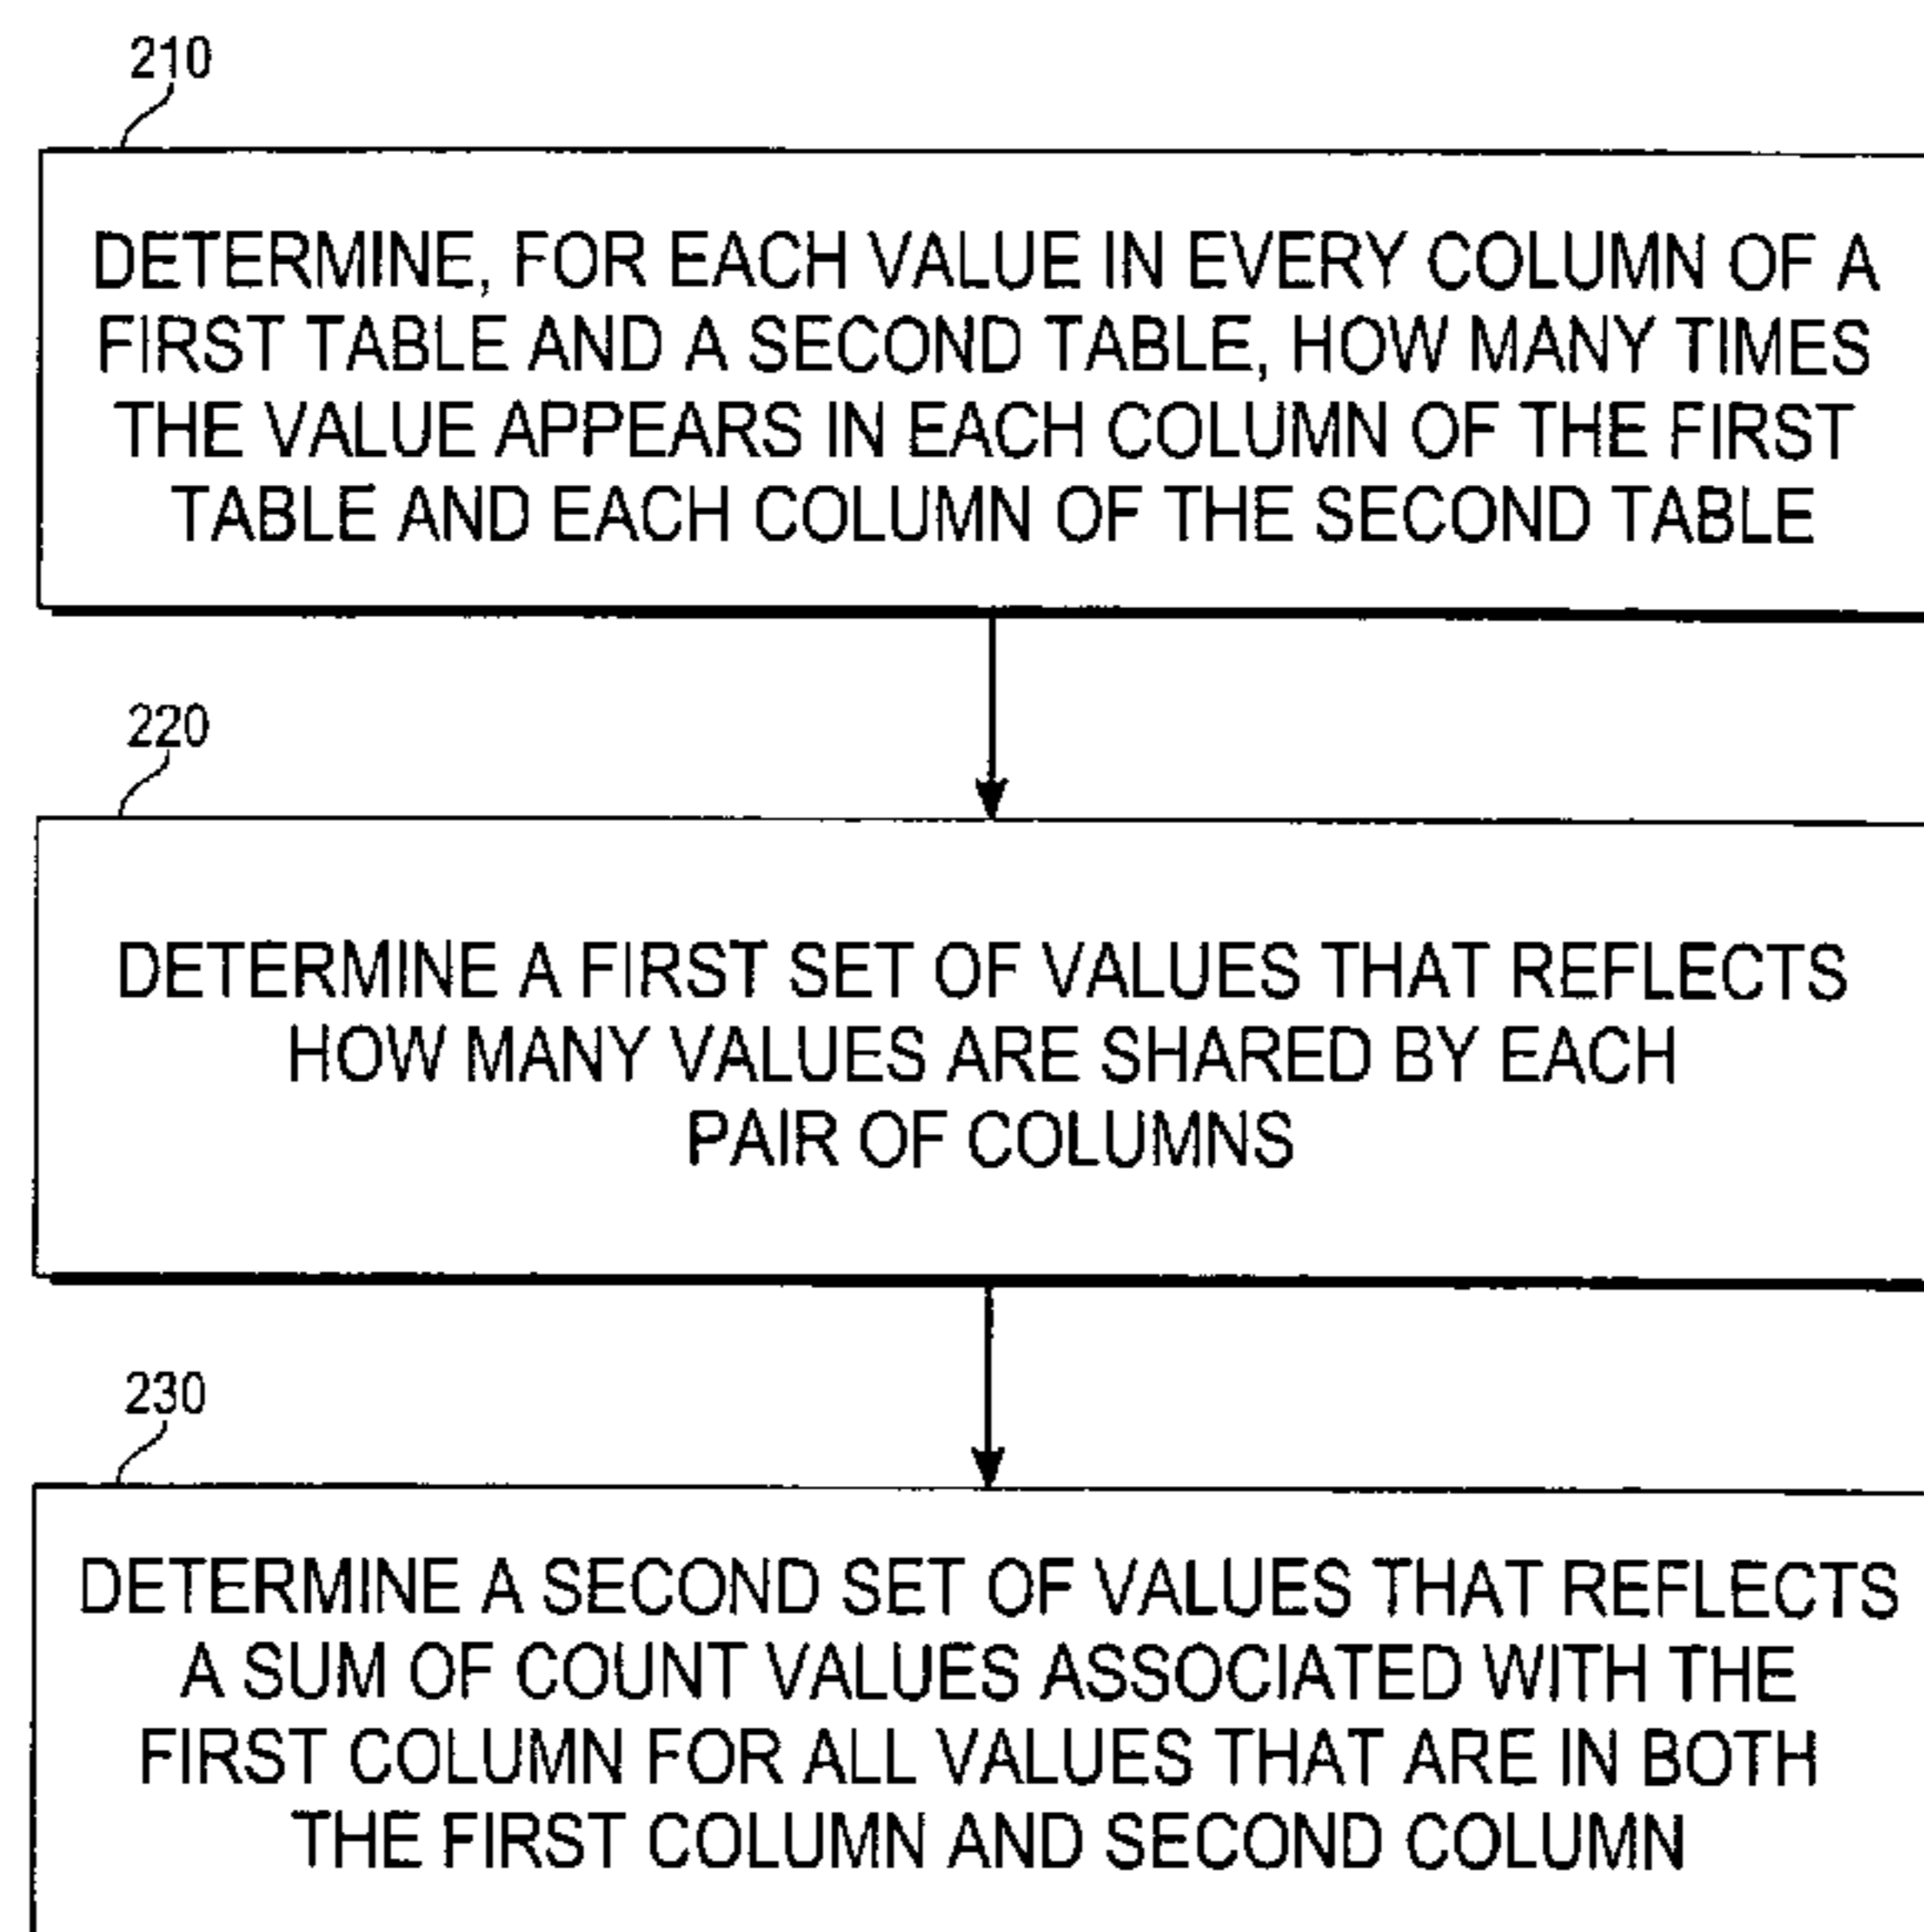 210
DETERMINE, FOR EACH VALUE IN EVERY COLUMN OF A
FIRST TABLE AND A SECOND TABLE, HOW MANY TIMES
THE VALUE APPEARS IN EACH COLUMN OF THE FIRST
TABLE AND EACH COLUMN OF THE SECOND TABLE
220
DETERMINE A FIRST SET OF VALUES THAT REFLECTS
HOW MANY VALUES ARE SHARED BY EACH
PAIR OF COLUMNS
230
DETERMINE A SECOND SET OF VALUES THAT REFLECTS
A SUM OF COUNT VALUES ASSOCIATED WITH THE
FIRST COLUMN FOR ALL VALUES THAT ARE IN BOTH
THE FIRST COLUMN AND SECOND COLUMN